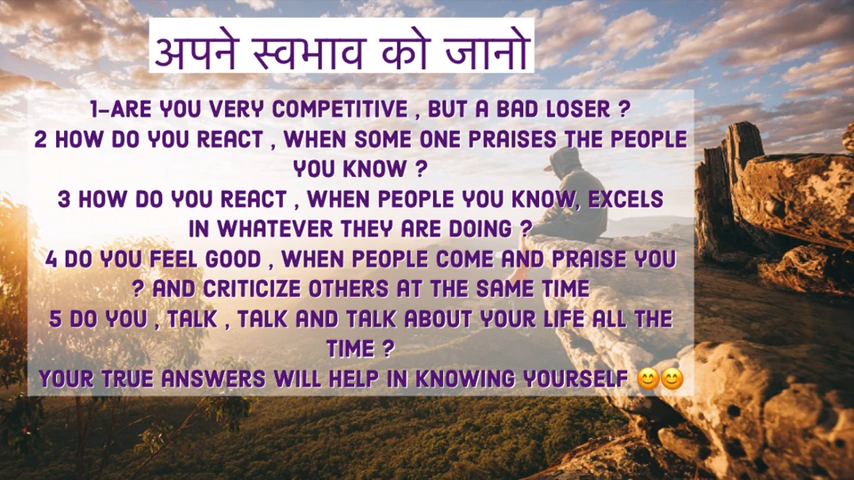 अपने स्वभाव को जानो
1-ARE YOU VERY COMPETITIVE , BUT A BAD LOSER ?
2 HOW DO YOU REACT , WHEN SOME ONE PRAISES THE PEOPLE
YOU KNOW ?
3 HOW DO YOU REACT , WHEN PEOPLE YOU KNOW, EXCELS
IN WHATEVER THEY ARE DOING ?
4 DO YOU FEEL GOOD , WHEN PEOPLE COME AND PRAISE YOU
? AND CRITICIZE OTHERS AT THE SAME TIME
5 DO YOU , TALK , TALK AND TALK ABOUT YOUR LIFE ALL THE
TIME ?
YOUR TRUE ANSWERS WILL HELP IN KNOWING YOURSELF 😊😊